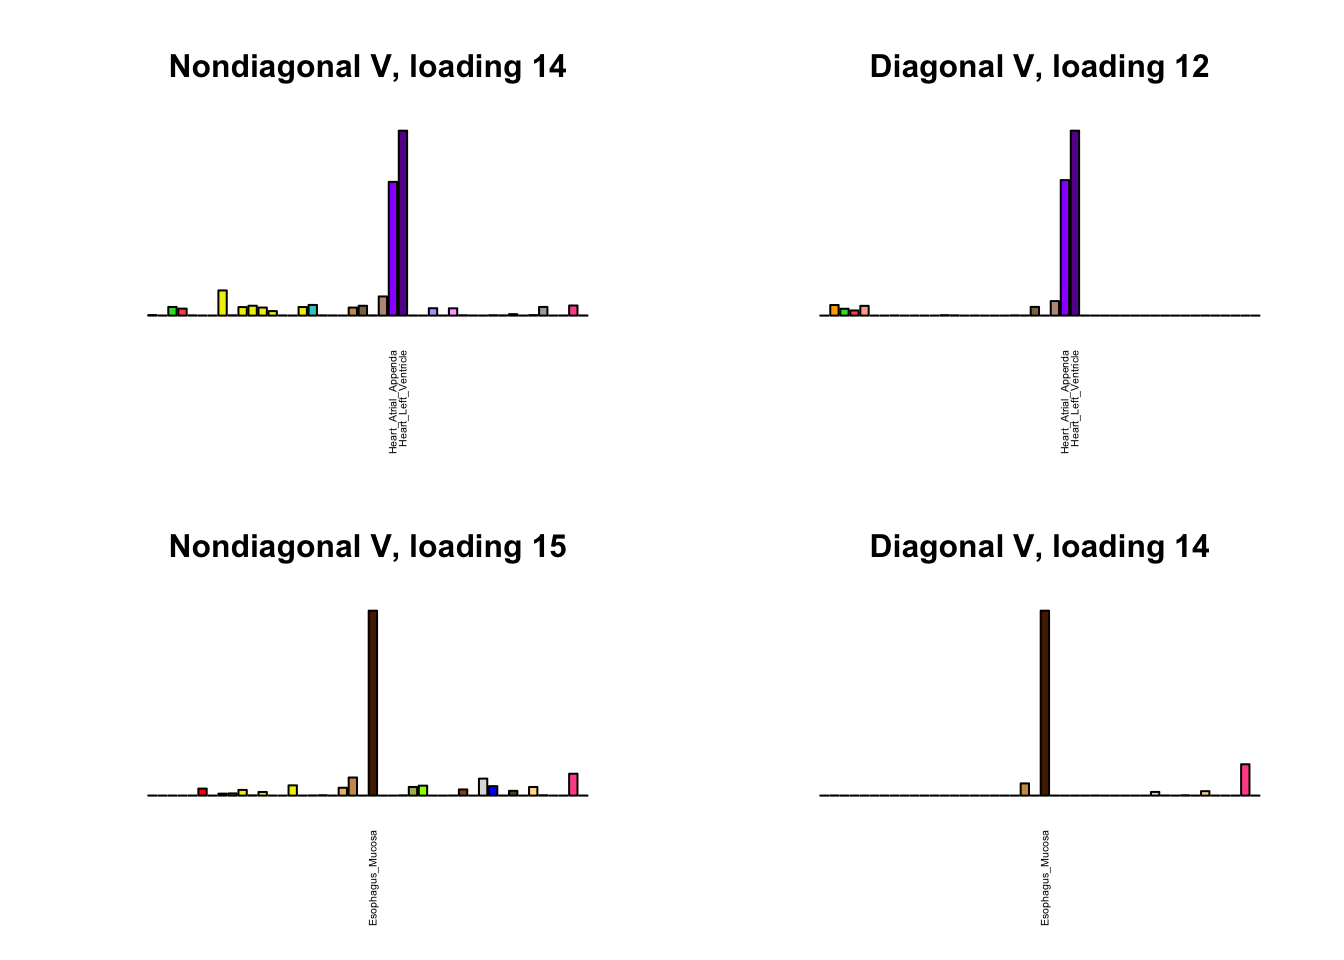 Nondiagonal V, loading 14
Diagonal V, loading 12
Heart_Atrial_Appenda
Heart_Left_Ventricle
Heart_Atrial_Appenda
Heart_Left_Ventricle
Nondiagonal V, loading 15
Diagonal V, loading 14
Esophagus_Mucosa
Esophagus_Mucosa